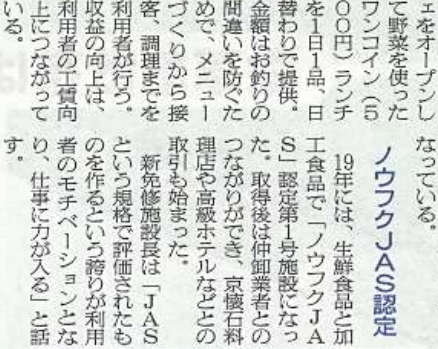 ェをオープンし
て野菜を使った
ワンコイン（５
００円）ランチ
を１日１品、日
替わりで提供。
金額はお釣りの
間違いを防ぐた
めで、メニュー
づくりから接
客、調理までを
利用者が行う。
収益の向上は、
利用者の工賃向
上につながって
いる。
なっている。
ノウフクJAS認定
19年には、生鮮食品と加
工食品で「ノウフクＪＡ
Ｓ」認定第１号施設になっ
た。取得後は仲卸業者との
つながりができ、京懐石料
理店や高級ホテルなどとの
取引も始まった。
新免修施設長は「ＪＡＳ
という規格で評価されたも
のを作るという誇りが利用
者のモチベーションとな
り、仕事に力が入る」と話
す。